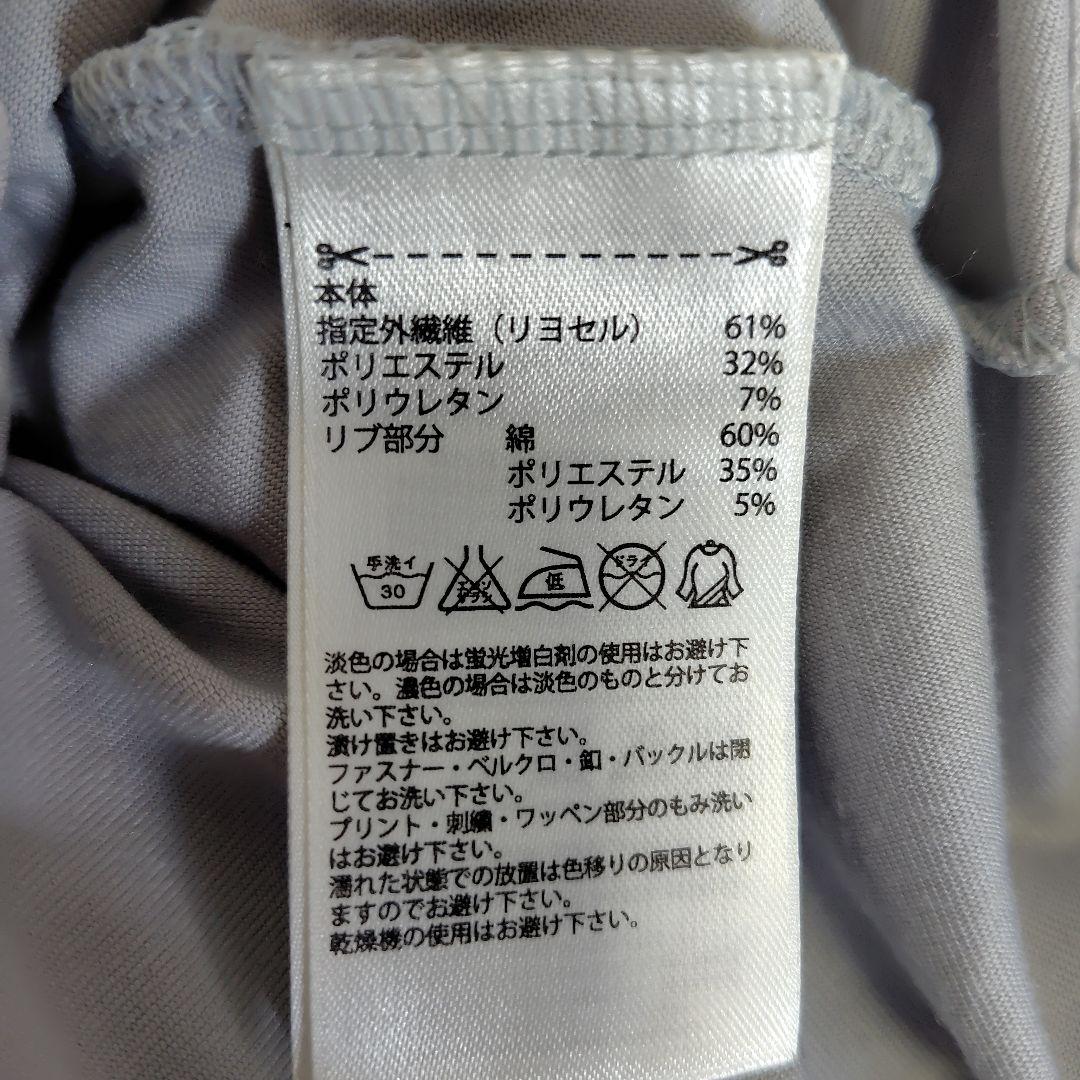 本体
指定外繊維（リヨセル） 61%
ポリエステル 32%
ポリウレタン 7%
リブ部分 綿 60%
ポリエステル 35%
ポリウレタン 5%
手洗イ 30 エンソサラシ 低 ドライ
淡色の場合は蛍光増白剤の使用はお避け下
さい。濃色の場合は淡色のものと分けてお
洗い下さい。
漬け置きはお避け下さい。
ファスナー・ベルクロ・釦・バックルは閉
じてお洗い下さい。
プリント・刺繍・ワッペン部分のもみ洗い
はお避け下さい。
濡れた状態での放置は色移りの原因となり
ますのでお避け下さい。
乾燥機の使用はお避け下さい。